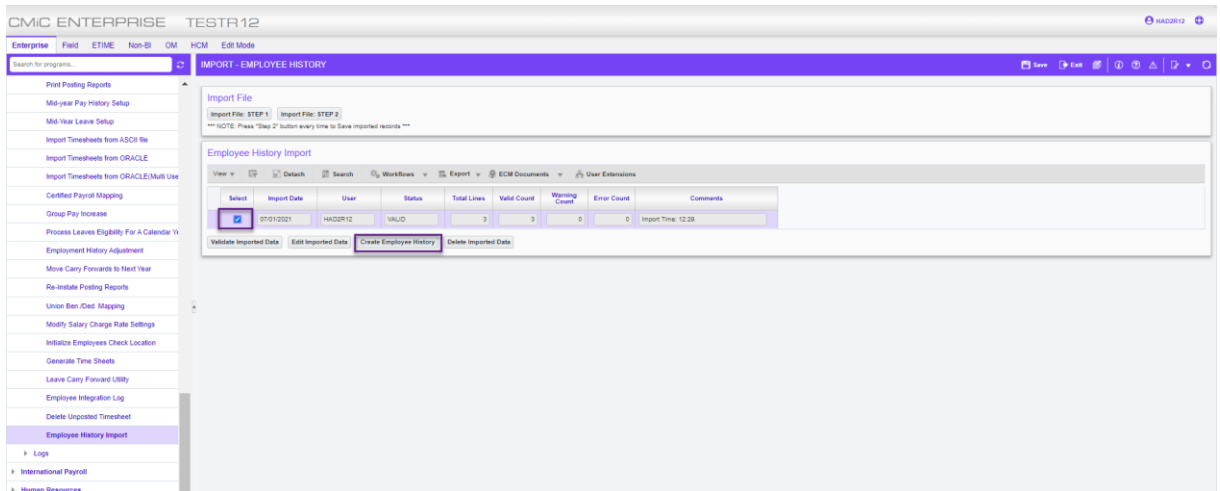 CMiC ENTERPRISE TESTR12
HAD2R12
Enterprise Field ETIME Non-BI OM HCM Edit Mode
Search for programs...
IMPORT - EMPLOYEE HISTORY
Save Exit
Print Posting Reports
Mid-year Pay History Setup
Mid-Year Leave Setup
Import Timesheets from ASCII file
Import Timesheets from ORACLE
Import Timesheets from ORACLE(Multi Use
Certified Payroll Mapping
Group Pay Increase
Process Leaves Eligibility For A Calendar Ye
Employment History Adjustment
Move Carry Forwards to Next Year
Re-Instate Posting Reports
Union Ben./Ded. Mapping
Modify Salary Charge Rate Settings
Initialize Employees Check Location
Generate Time Sheets
Leave Carry Forward Utility
Employee Integration Log
Delete Unposted Timesheet
Employee History Import
Logs
International Payroll
Human Resources
Import File
Import File: STEP 1 Import File: STEP 2
*** NOTE: Press "Step 2" button every time to Save imported records ***
Employee History Import
View Detach Search Workflows Export ECM Documents User Extensions
Select Import Date User Status Total Lines Valid Count Warning Count Error Count Comments
07/01/2021 HAD2R12 VALID 3 3 0 0 Import Time: 12:29.
Validate Imported Data Edit Imported Data Create Employee History Delete Imported Data